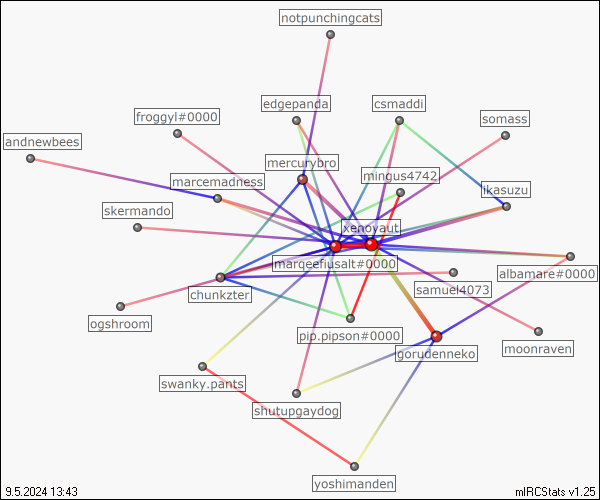 notpunchingcats
edgepanda
csmaddi
froggyl#0000
somass
andnewbees
mercurybro
mingus4742
marcemadness
ikasuzu
skermando
xenoyaut
marqeefiusalt#0000
albamare#0000
chunkzter
samuel4073
ogshroom
pip.pipson#0000
moonraven
gorudenneko
swanky.pants
shutupgaydog
yoshimanden
9.5.2024 13:43
mIRCStats v1.25